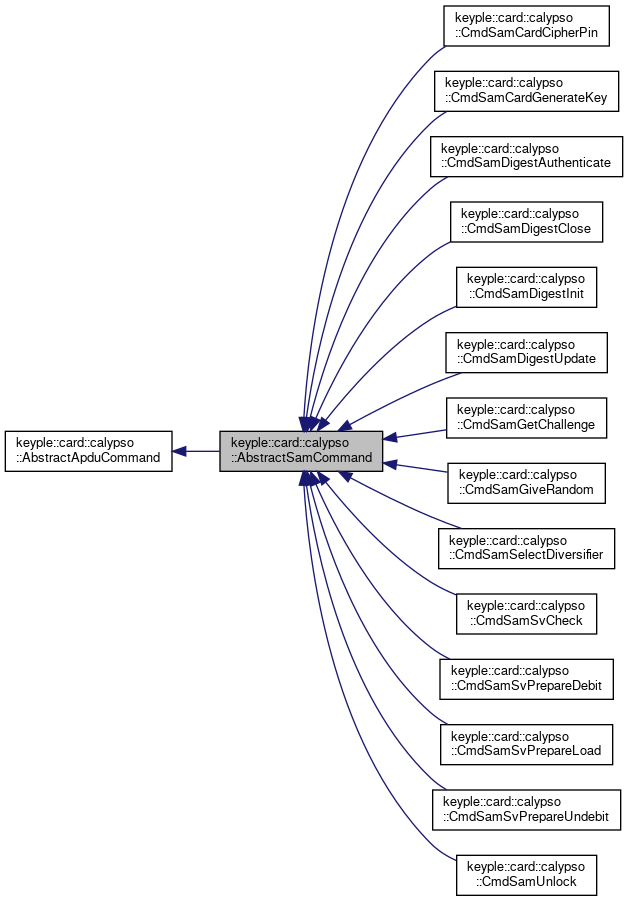 keyple::card::calypso
::AbstractApduCommand
keyple::card::calypso
::AbstractSamCommand
keyple::card::calypso
::CmdSamCardCipherPin
keyple::card::calypso
::CmdSamCardGenerateKey
keyple::card::calypso
::CmdSamDigestAuthenticate
keyple::card::calypso
::CmdSamDigestClose
keyple::card::calypso
::CmdSamDigestInit
keyple::card::calypso
::CmdSamDigestUpdate
keyple::card::calypso
::CmdSamGetChallenge
keyple::card::calypso
::CmdSamGiveRandom
keyple::card::calypso
::CmdSamSelectDiversifier
keyple::card::calypso
::CmdSamSvCheck
keyple::card::calypso
::CmdSamSvPrepareDebit
keyple::card::calypso
::CmdSamSvPrepareLoad
keyple::card::calypso
::CmdSamSvPrepareUndebit
keyple::card::calypso
::CmdSamUnlock